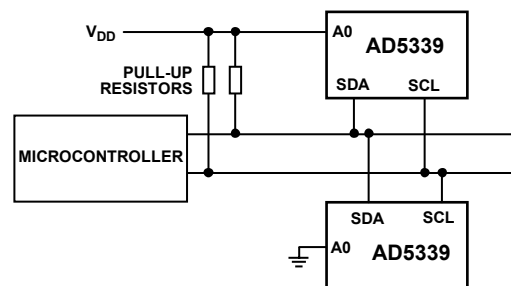 V_DD
A0
AD5339
PULL-UP
RESISTORS
SDA SCL
MICROCONTROLLER
SDA SCL
A0
AD5339